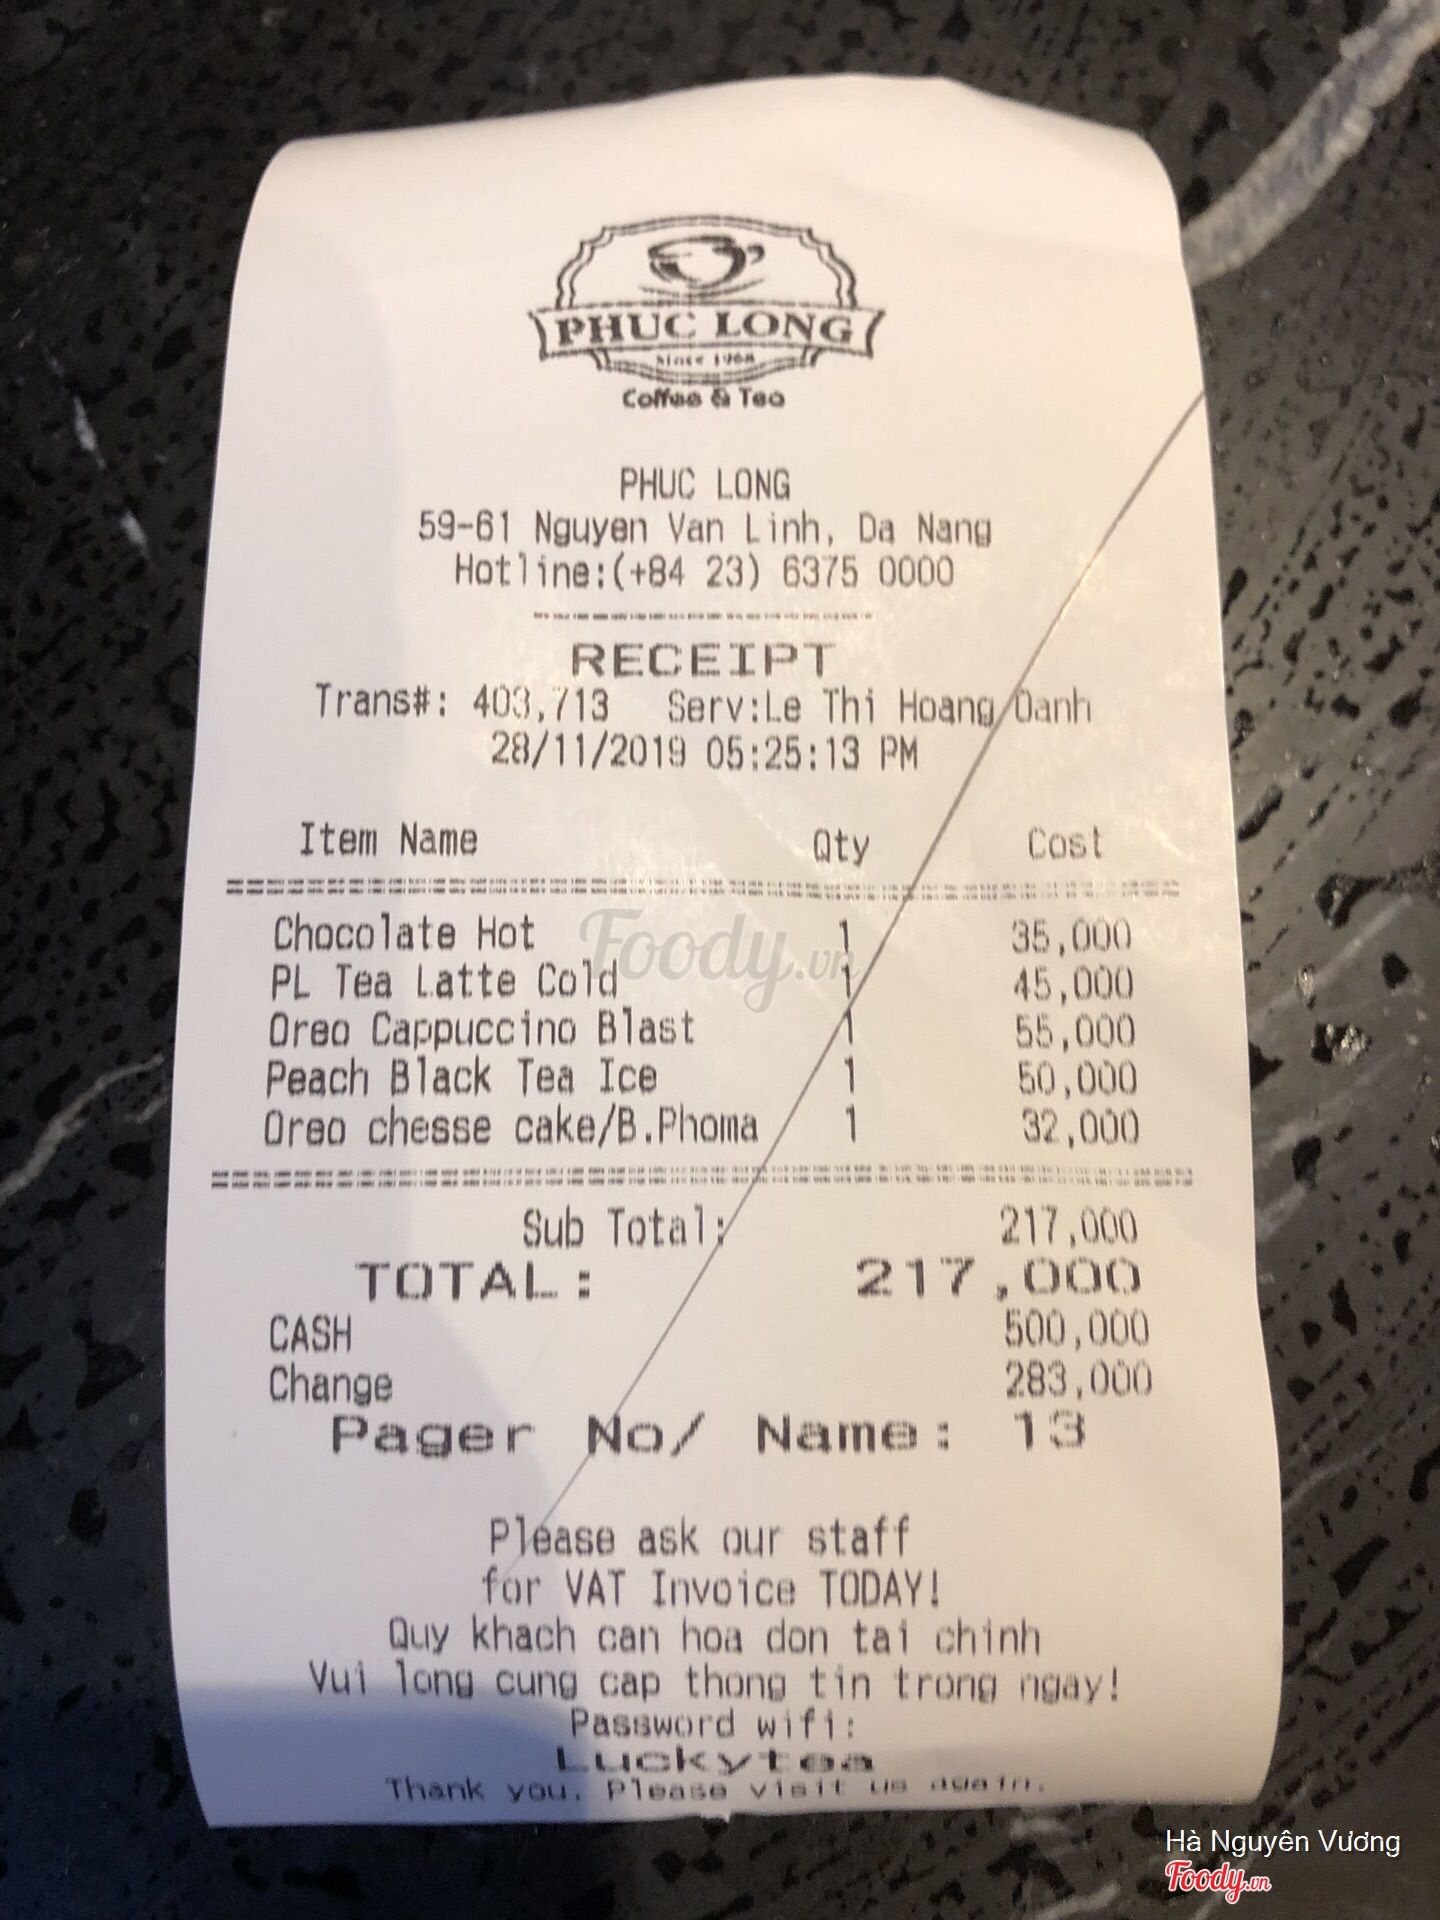 PHUC LONG
Since 1968
Coffee & Tea
PHUC LONG
59-61 Nguyen Van Linh, Da Nang
Hotline:(+84 23) 6375 0000
RECEIPT
Trans#: 403,713 Serv:Le Thi Hoang Oanh
28/11/2019 05:25:13 PM
Item Name Qty Cost
Chocolate Hot 1 35,000
PL Tea Latte Cold 1 45,000
Oreo Cappuccino Blast 1 55,000
Peach Black Tea Ice 1 50,000
Oreo chesse cake/B.Phoma 1 32,000
Sub Total: 217,000
TOTAL: 217,000
CASH 500,000
Change 283,000
Pager No/ Name: 13
Please ask our staff
for VAT Invoice TODAY!
Quy khach can hoa don tai chinh
Vui long cung cap thong tin trong ngay!
Password wifi:
Luckytea
Thank you. Please visit us again.
Foody.vn
Hà Nguyên Vương
Foody.vn